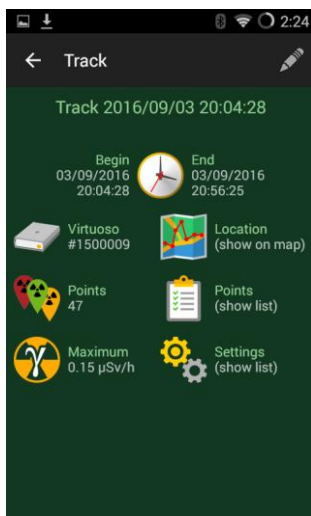 2:24
Track
Track 2016/09/03 20:04:28
Begin
03/09/2016
20:04:28
End
03/09/2016
20:56:25
Virtuoso
#1500009
Location
(show on map)
Points
47
Points
(show list)
γ
Maximum
0.15 µSv/h
Settings
(show list)